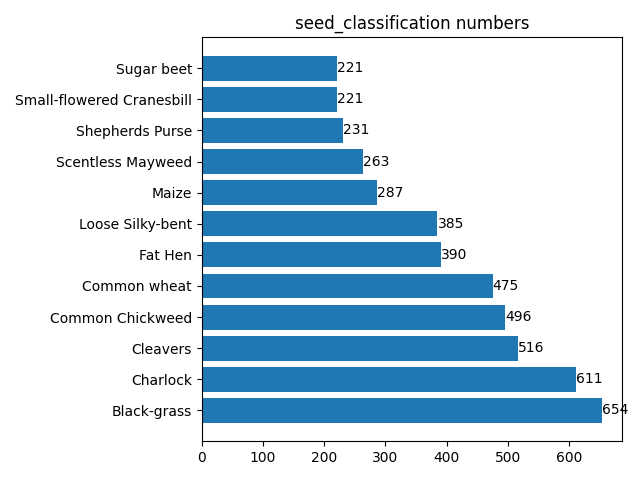 seed_classification numbers
Sugar beet 221
Small-flowered Cranesbill 221
Shepherds Purse 231
Scentless Mayweed 263
Maize 287
Loose Silky-bent 385
Fat Hen 390
Common wheat 475
Common Chickweed 496
Cleavers 516
Charlock 611
Black-grass 654
0 100 200 300 400 500 600